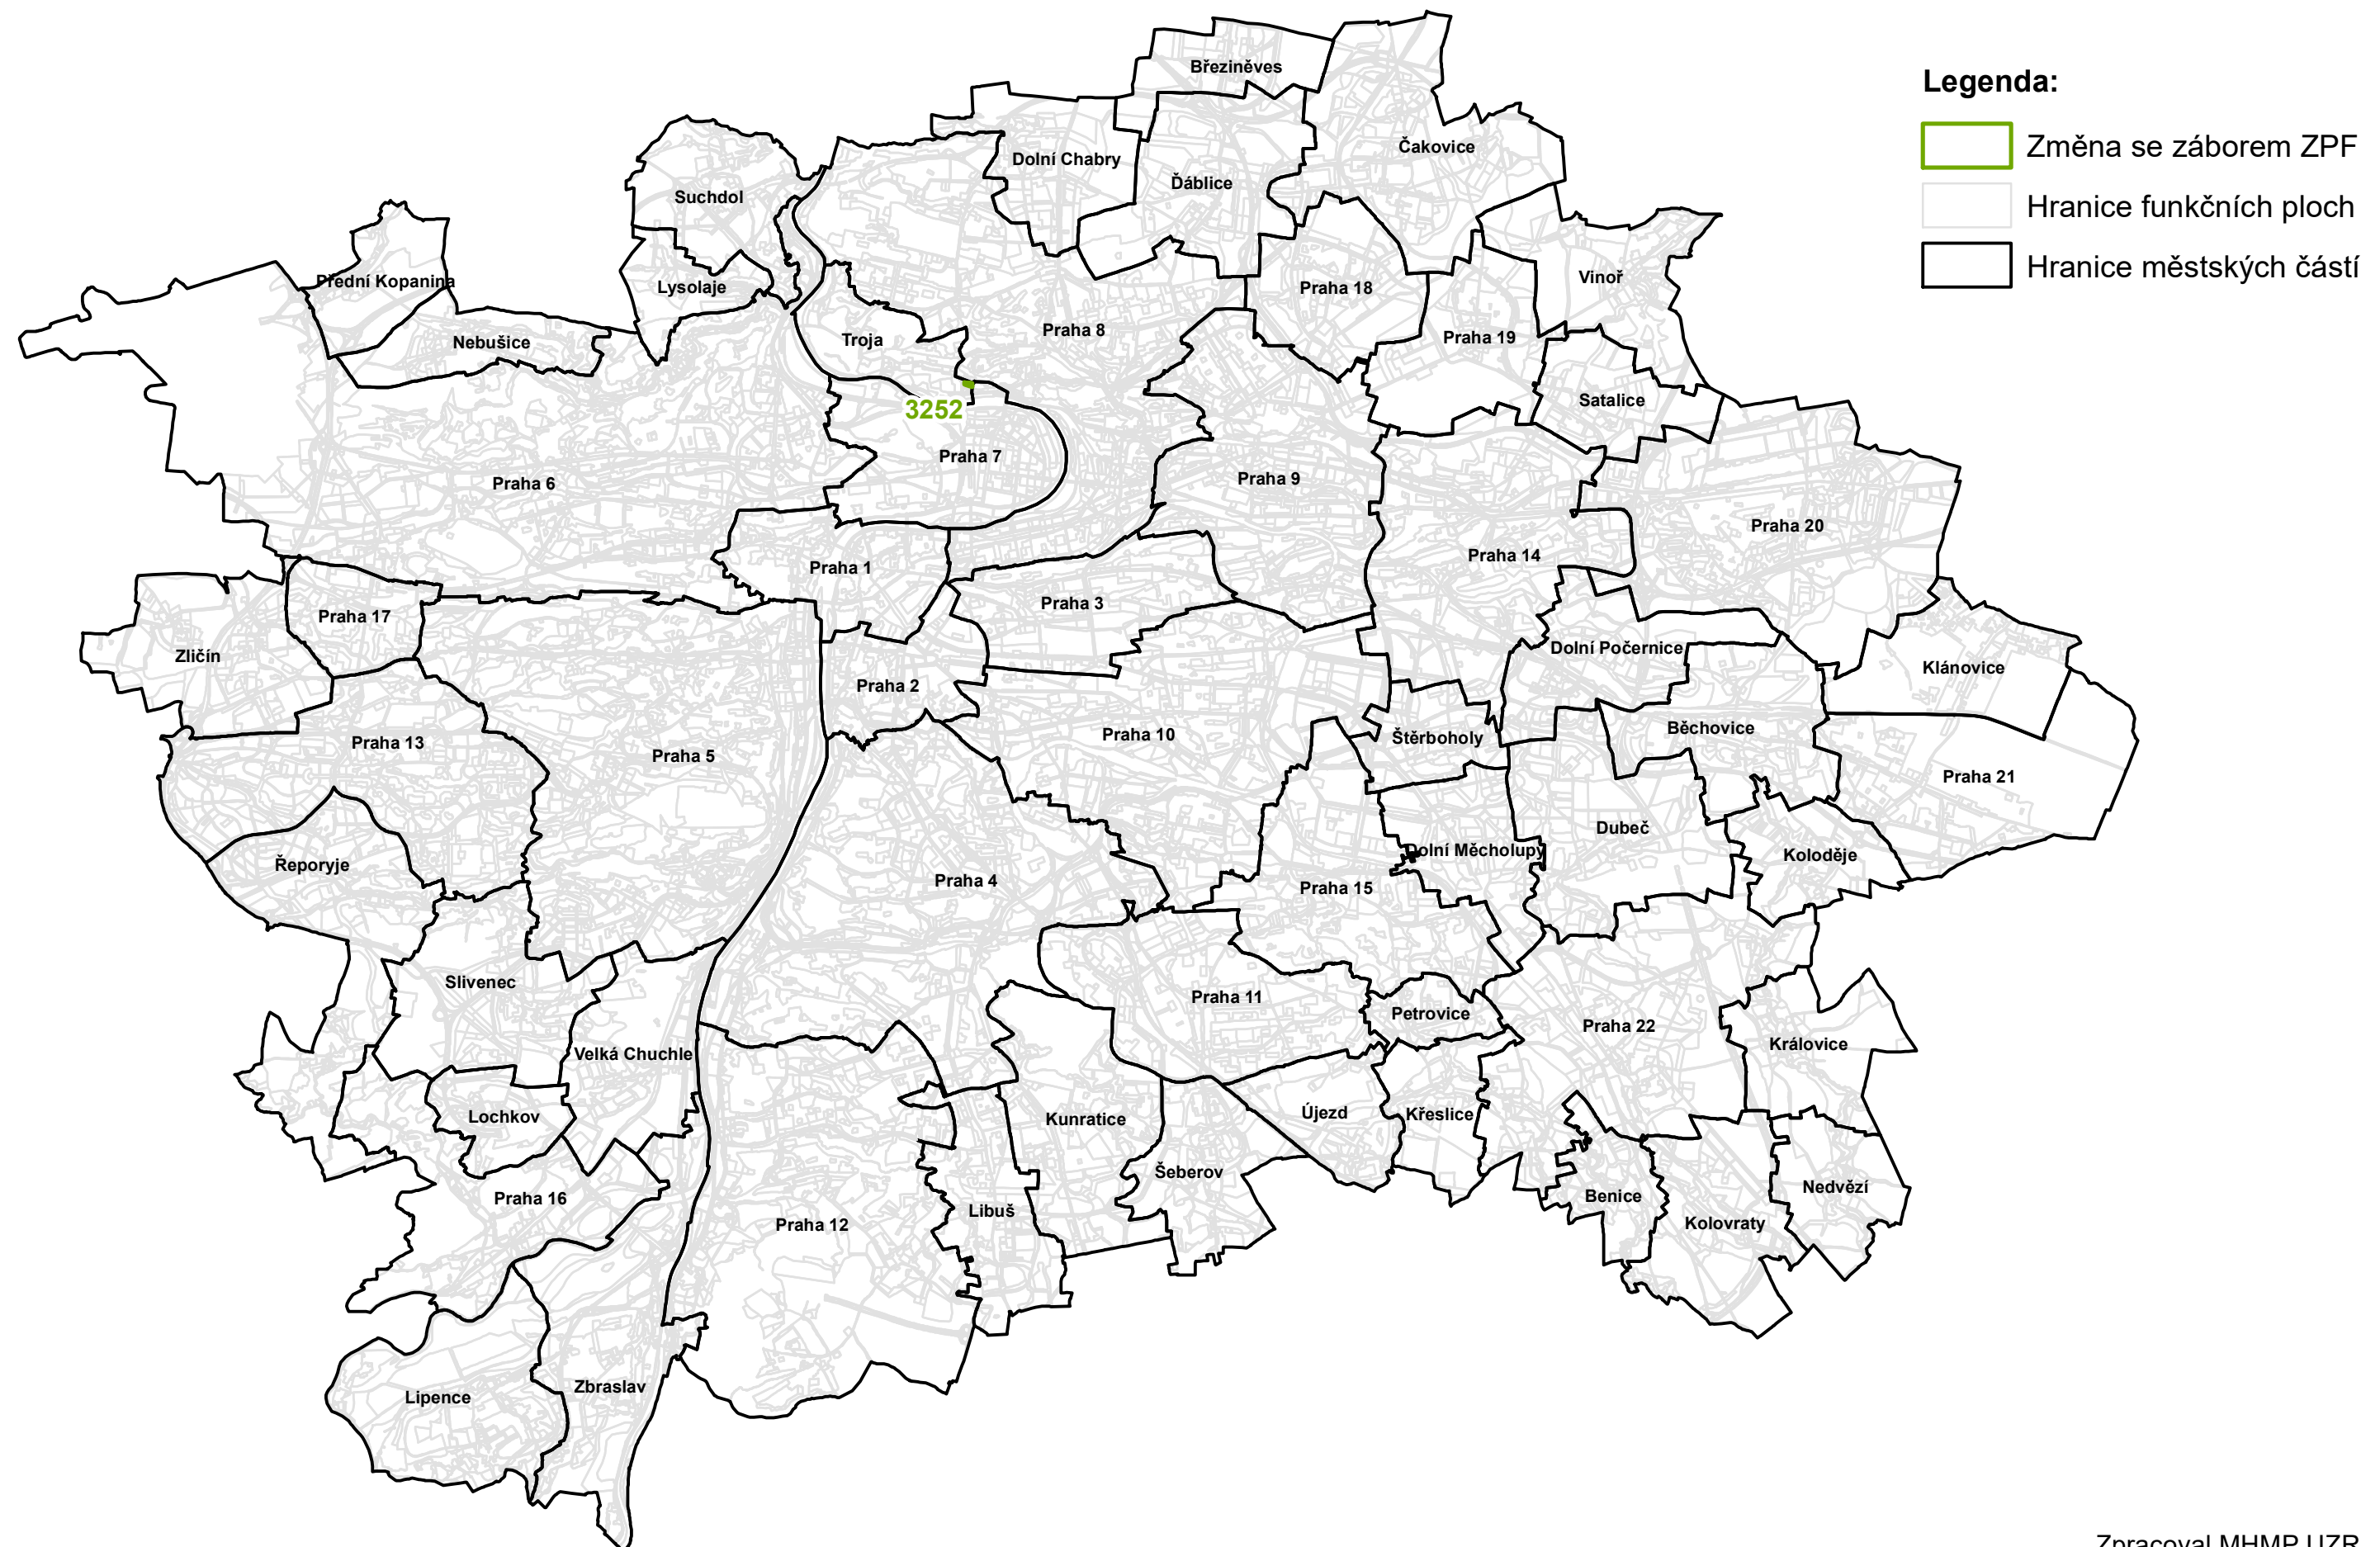 Legenda:
Změna se záborem ZPF
Hranice funkčních ploch
Hranice městských částí
Březiněves
Čakovice
Dolní Chabry
Ďáblice
Suchdol
Vinoř
Přední Kopanina
Lysolaje
Praha 18
Praha 8
Praha 19
Nebušice
Troja
Satalice
3252
Praha 7
Praha 6
Praha 9
Praha 20
Praha 14
Praha 1
Praha 3
Praha 17
Dolní Počernice
Zličín
Klánovice
Praha 2
Běchovice
Praha 10
Štěrboholy
Praha 13
Praha 5
Praha 21
Dubeč
Dolní Měcholupy
Koloděje
Řeporyje
Praha 4
Praha 15
Slivenec
Praha 11
Petrovice
Praha 22
Královice
Velká Chuchle
Lochkov
Kunratice
Újezd
Křeslice
Šeberov
Nedvězí
Praha 16
Benice
Libuš
Kolovraty
Praha 12
Zbraslav
Lipence
Zpracoval MHMP UZR